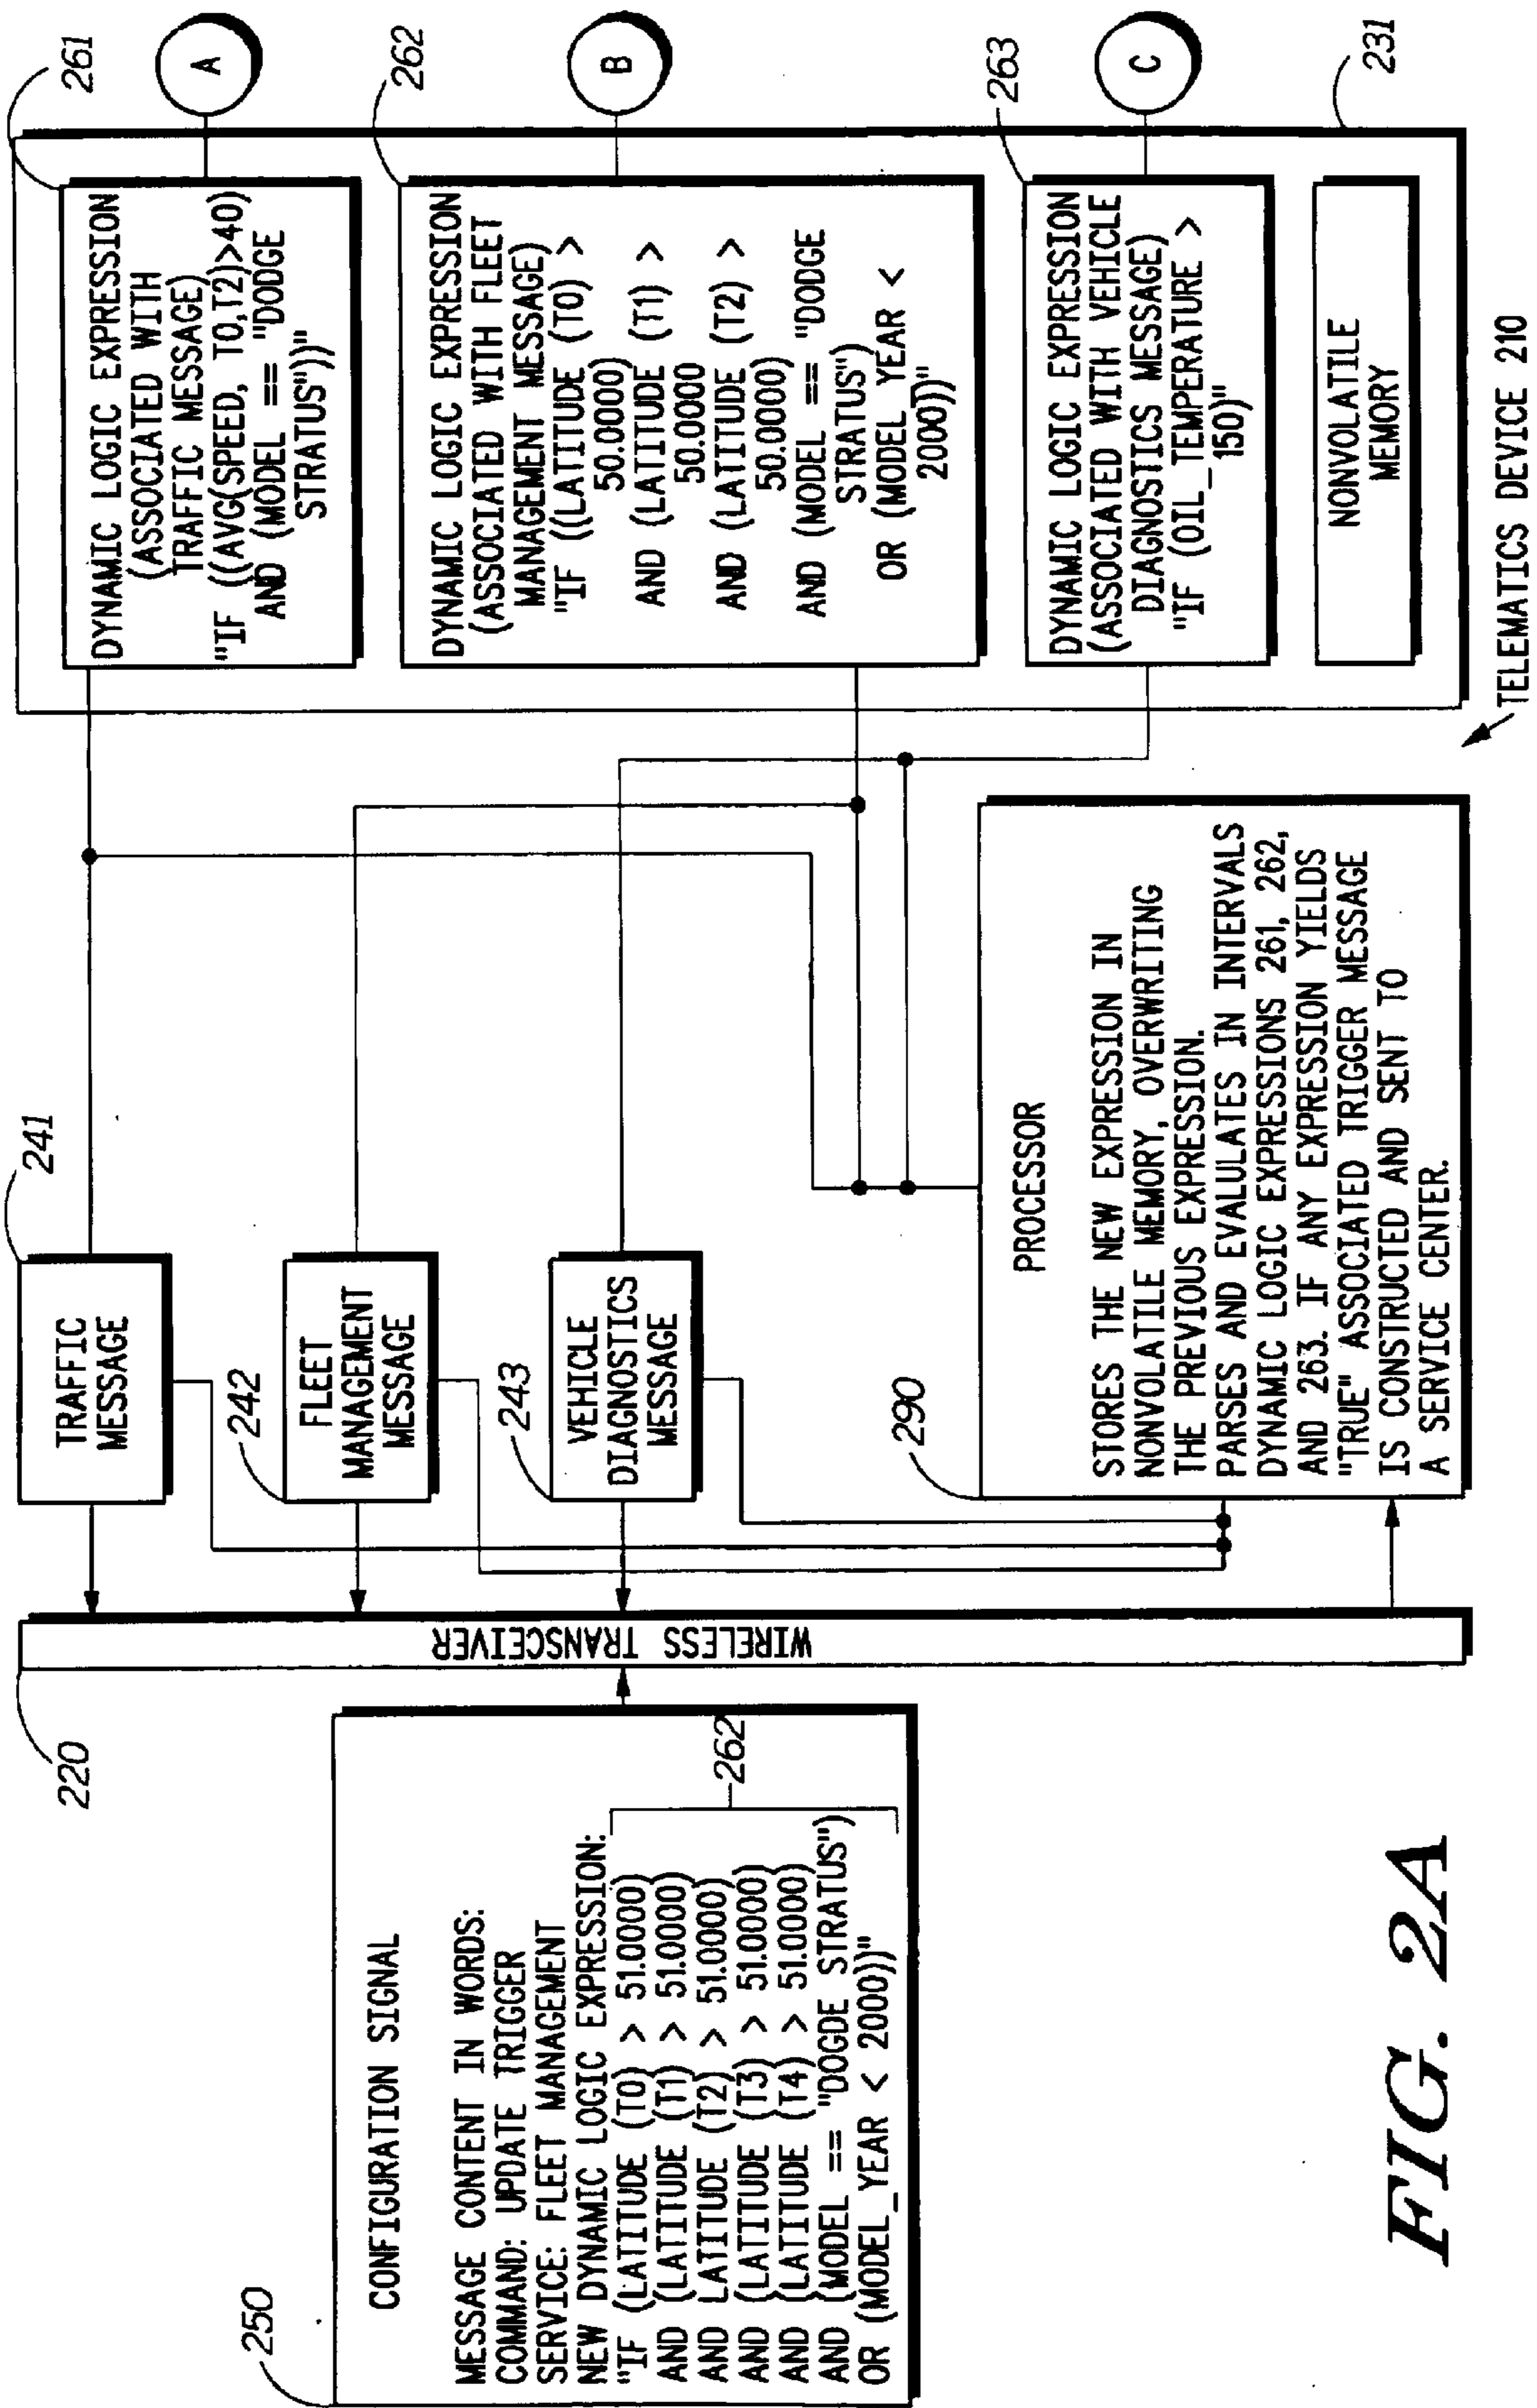 220
WIRELESS TRANSCEIVER
250
CONFIGURATION SIGNAL
MESSAGE CONTENT IN WORDS:
COMMAND: UPDATE TRIGGER
SERVICE: FLEET MANAGEMENT
NEW DYNAMIC LOGIC EXPRESSION:
"IF (LATITUDE (T0) > 51.0000)
AND (LATITUDE (T1) > 51.0000)
AND LATITUDE (T2) > 51.0000)
AND (LATITUDE (T3) > 51.0000)
AND (LATITUDE (T4) > 51.0000)
AND (MODEL == "DOGDE STRATUS")
OR (MODEL_YEAR < 2000))"
262
241
TRAFFIC
MESSAGE
242
FLEET
MANAGEMENT
MESSAGE
243
VEHICLE
DIAGNOSTICS
MESSAGE
290
PROCESSOR
STORES THE NEW EXPRESSION IN
NONVOLATILE MEMORY, OVERWRITING
THE PREVIOUS EXPRESSION.
PARSES AND EVALULATES IN INTERVALS
DYNAMIC LOGIC EXPRESSIONS 261, 262,
AND 263. IF ANY EXPRESSION YIELDS
"TRUE" ASSOCIATED TRIGGER MESSAGE
IS CONSTRUCTED AND SENT TO
A SERVICE CENTER.
261
DYNAMIC LOGIC EXPRESSION
(ASSOCIATED WITH
TRAFFIC MESSAGE)
"IF ((AVG(SPEED, TO,T2)>40)
AND (MODEL == "DODGE
STRATUS"))"
A
262
DYNAMIC LOGIC EXPRESSION
(ASSOCIATED WITH FLEET
MANAGEMENT MESSAGE)
"IF ((LATITUDE (T0) >
50.0000)
AND (LATITUDE (T1) >
50.0000
AND (LATITUDE (T2) >
50.0000)
AND (MODEL == "DODGE
STRATUS")
OR (MODEL_YEAR <
2000))"
B
263
DYNAMIC LOGIC EXPRESSION
(ASSOCIATED WITH VEHICLE
DIAGNOSTICS MESSAGE)
"IF (OIL_TEMPERATURE >
150)"
C
NONVOLATILE
MEMORY
231
TELEMATICS DEVICE 210
FIG. 2A